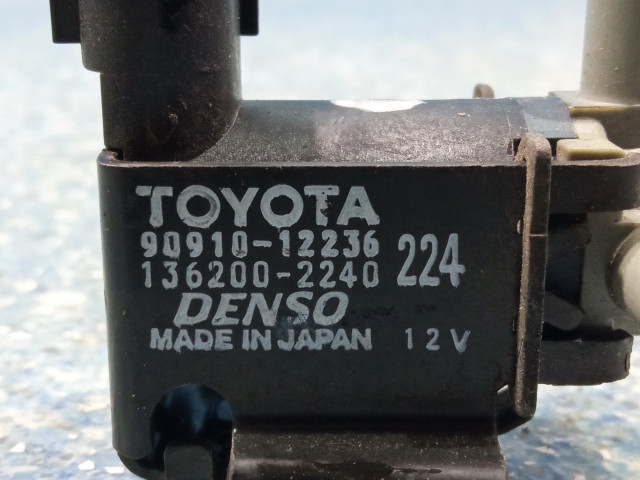 TOYOTA
90910-12236
136200-2240 224
DENSO
MADE IN JAPAN 12V